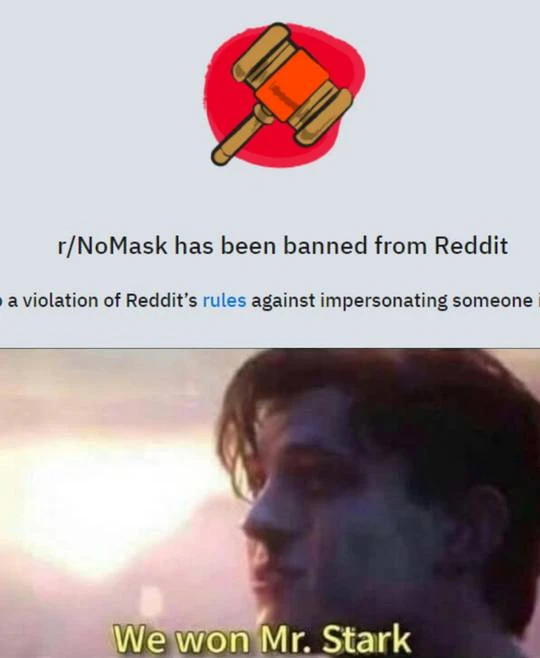 r/NoMask has been banned from Reddit
a violation of Reddit's rules against impersonating someone
We won Mr. Stark